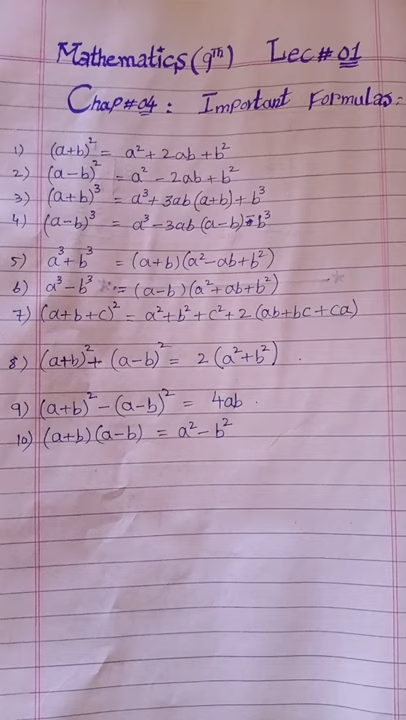 Mathematics (9th) Lec# 01
Chap#04: Important Formulas:
1) (a+b)² = a² + 2ab + b²
2) (a-b)² = a² - 2ab + b²
3) (a+b)³ = a³ + 3ab(a+b) + b³
4) (a-b)³ = a³ - 3ab(a-b) - b³
5) a³+b³ = (a+b)(a²-ab+b²)
6) a³-b³ = (a-b)(a²+ab+b²)
7) (a+b+c)² = a²+b²+c²+2(ab+bc+ca)
8) (a+b)²+(a-b)² = 2(a²+b²).
9) (a+b)²-(a-b)² = 4ab.
10) (a+b)(a-b) = a²-b²